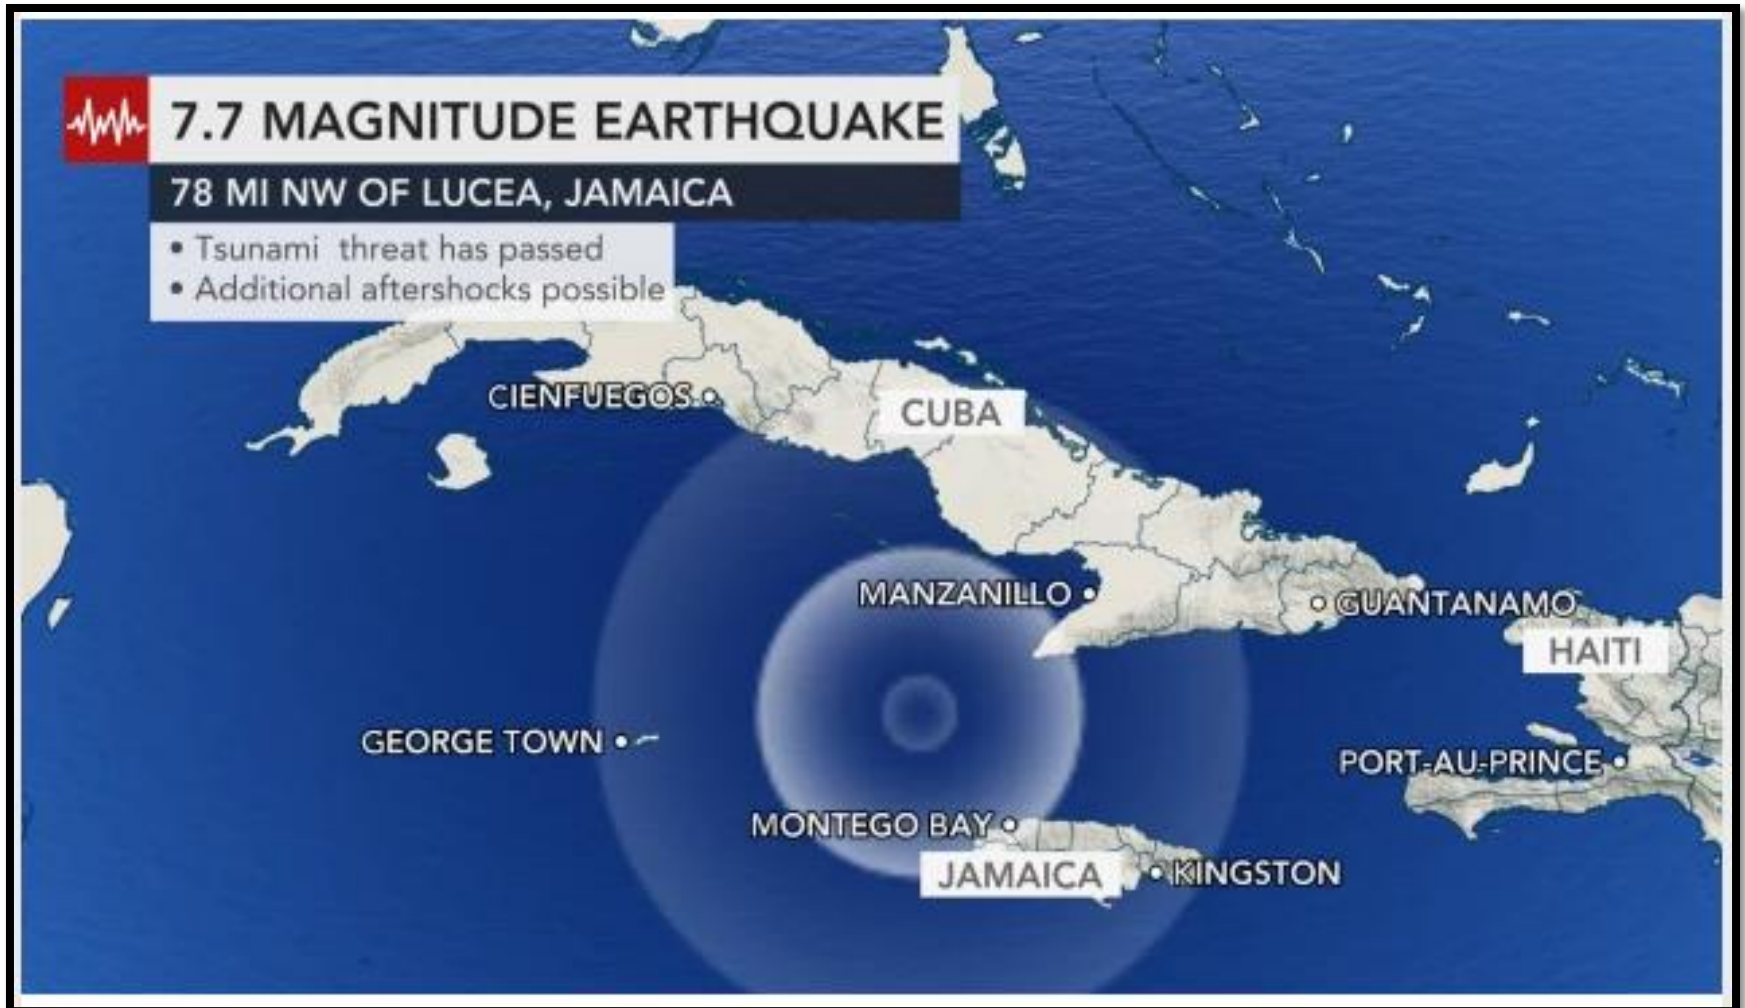 7.7 MAGNITUDE EARTHQUAKE
78 MI NW OF LUCEA, JAMAICA
• Tsunami threat has passed
• Additional aftershocks possible
CIENFUEGOS
CUBA
MANZANILLO
GUANTANAMO
HAITI
GEORGE TOWN
PORT-AU-PRINCE
MONTEGO BAY
JAMAICA
KINGSTON